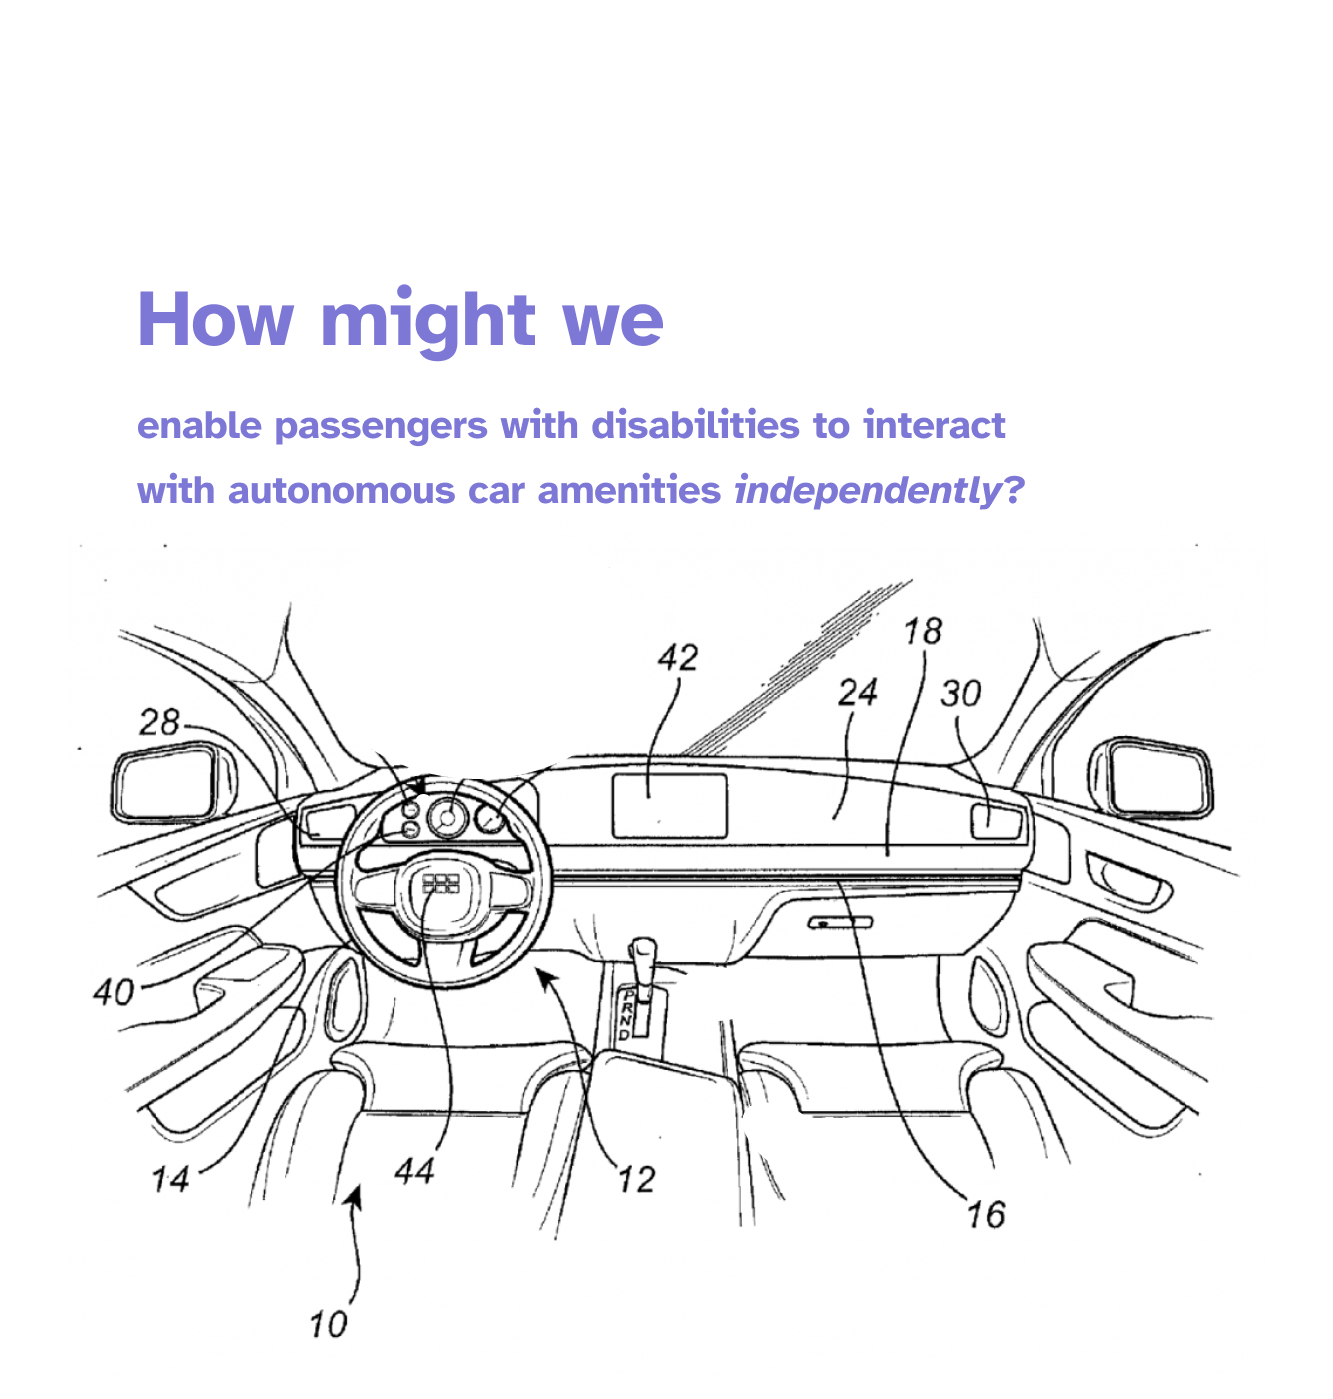 How might we
enable passengers with disabilities to interact
with autonomous car amenities independently?
18
42
24 30
28
40
P
R
N
D
14
44
12
16
10